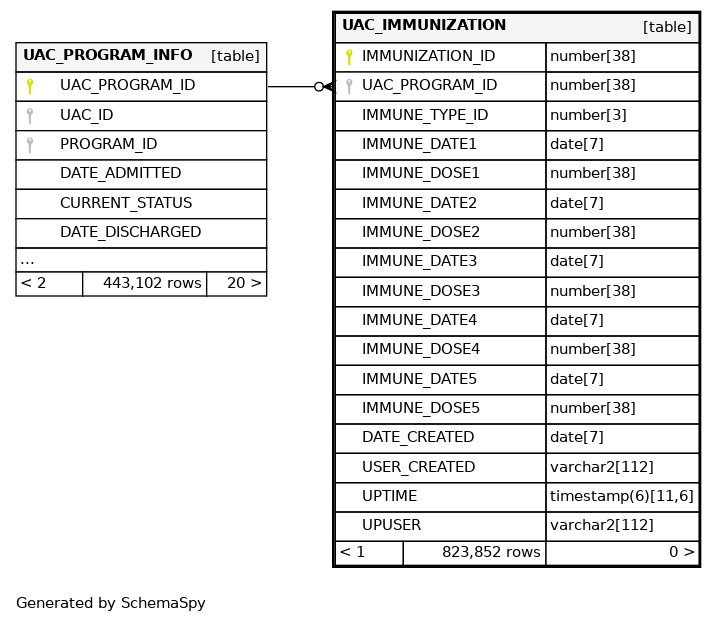 UAC_PROGRAM_INFO [table]
UAC_PROGRAM_ID
UAC_ID
PROGRAM_ID
DATE_ADMITTED
CURRENT_STATUS
DATE_DISCHARGED
...
< 2 443,102 rows 20 >
UAC_IMMUNIZATION [table]
IMMUNIZATION_ID number[38]
UAC_PROGRAM_ID number[38]
IMMUNE_TYPE_ID number[3]
IMMUNE_DATE1 date[7]
IMMUNE_DOSE1 number[38]
IMMUNE_DATE2 date[7]
IMMUNE_DOSE2 number[38]
IMMUNE_DATE3 date[7]
IMMUNE_DOSE3 number[38]
IMMUNE_DATE4 date[7]
IMMUNE_DOSE4 number[38]
IMMUNE_DATE5 date[7]
IMMUNE_DOSE5 number[38]
DATE_CREATED date[7]
USER_CREATED varchar2[112]
UPTIME timestamp(6)[11,6]
UPUSER varchar2[112]
< 1 823,852 rows 0 >
Generated by SchemaSpy